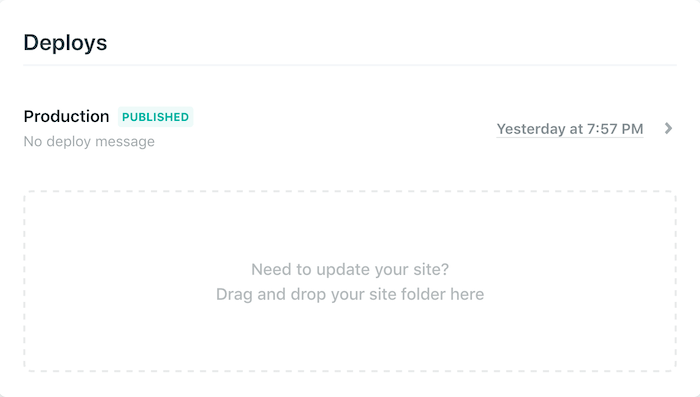 Deploys
Production PUBLISHED
No deploy message
Yesterday at 7:57 PM
Need to update your site?
Drag and drop your site folder here